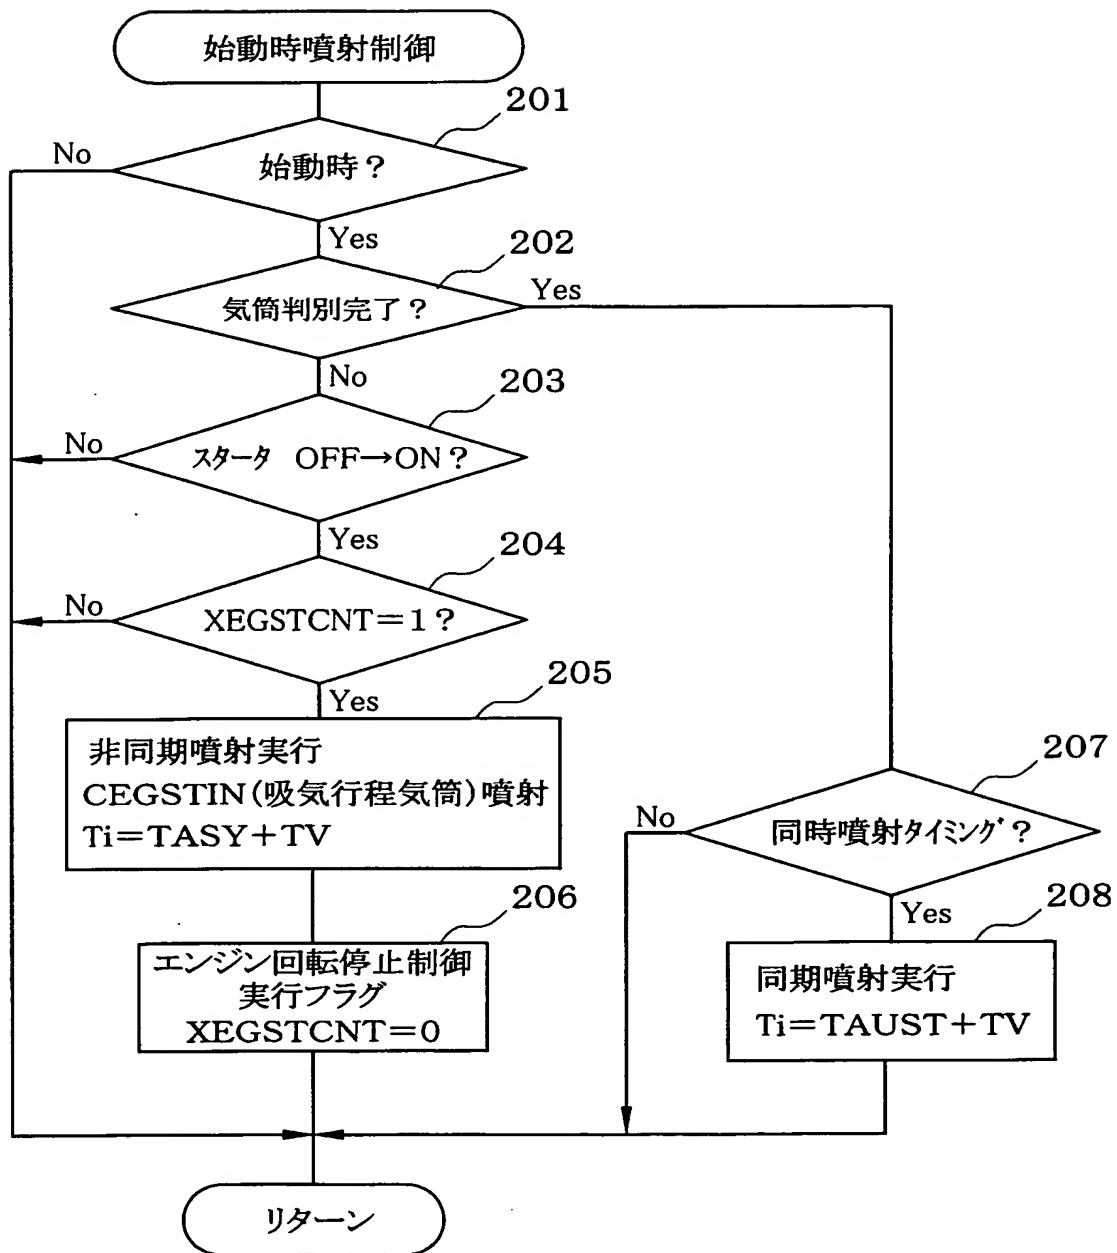 始動時噴射制御
201
No
始動時？
Yes
202
気筒判別完了？
Yes
No
203
No
スタータ OFF→ON？
Yes
204
No
XEGSTCNT＝1？
Yes
205
非同期噴射実行
CEGSTIN(吸気行程気筒)噴射
Ti＝TASY＋TV
207
No
同時噴射タイミング？
Yes
206
エンジン回転停止制御
実行フラグ
XEGSTCNT＝0
208
同期噴射実行
Ti＝TAUST＋TV
リターン